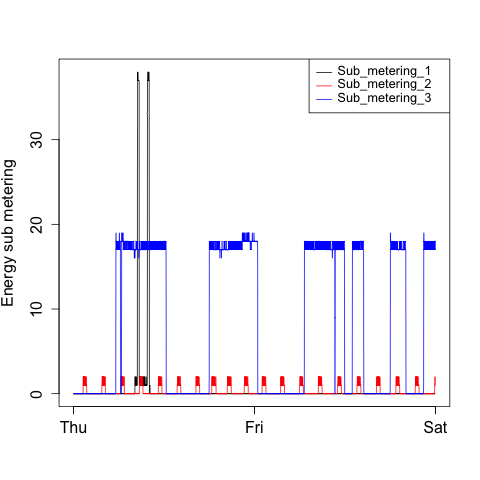 Sub_metering_1
Sub_metering_2
Sub_metering_3
Energy sub metering
30
20
10
0
Thu Fri Sat